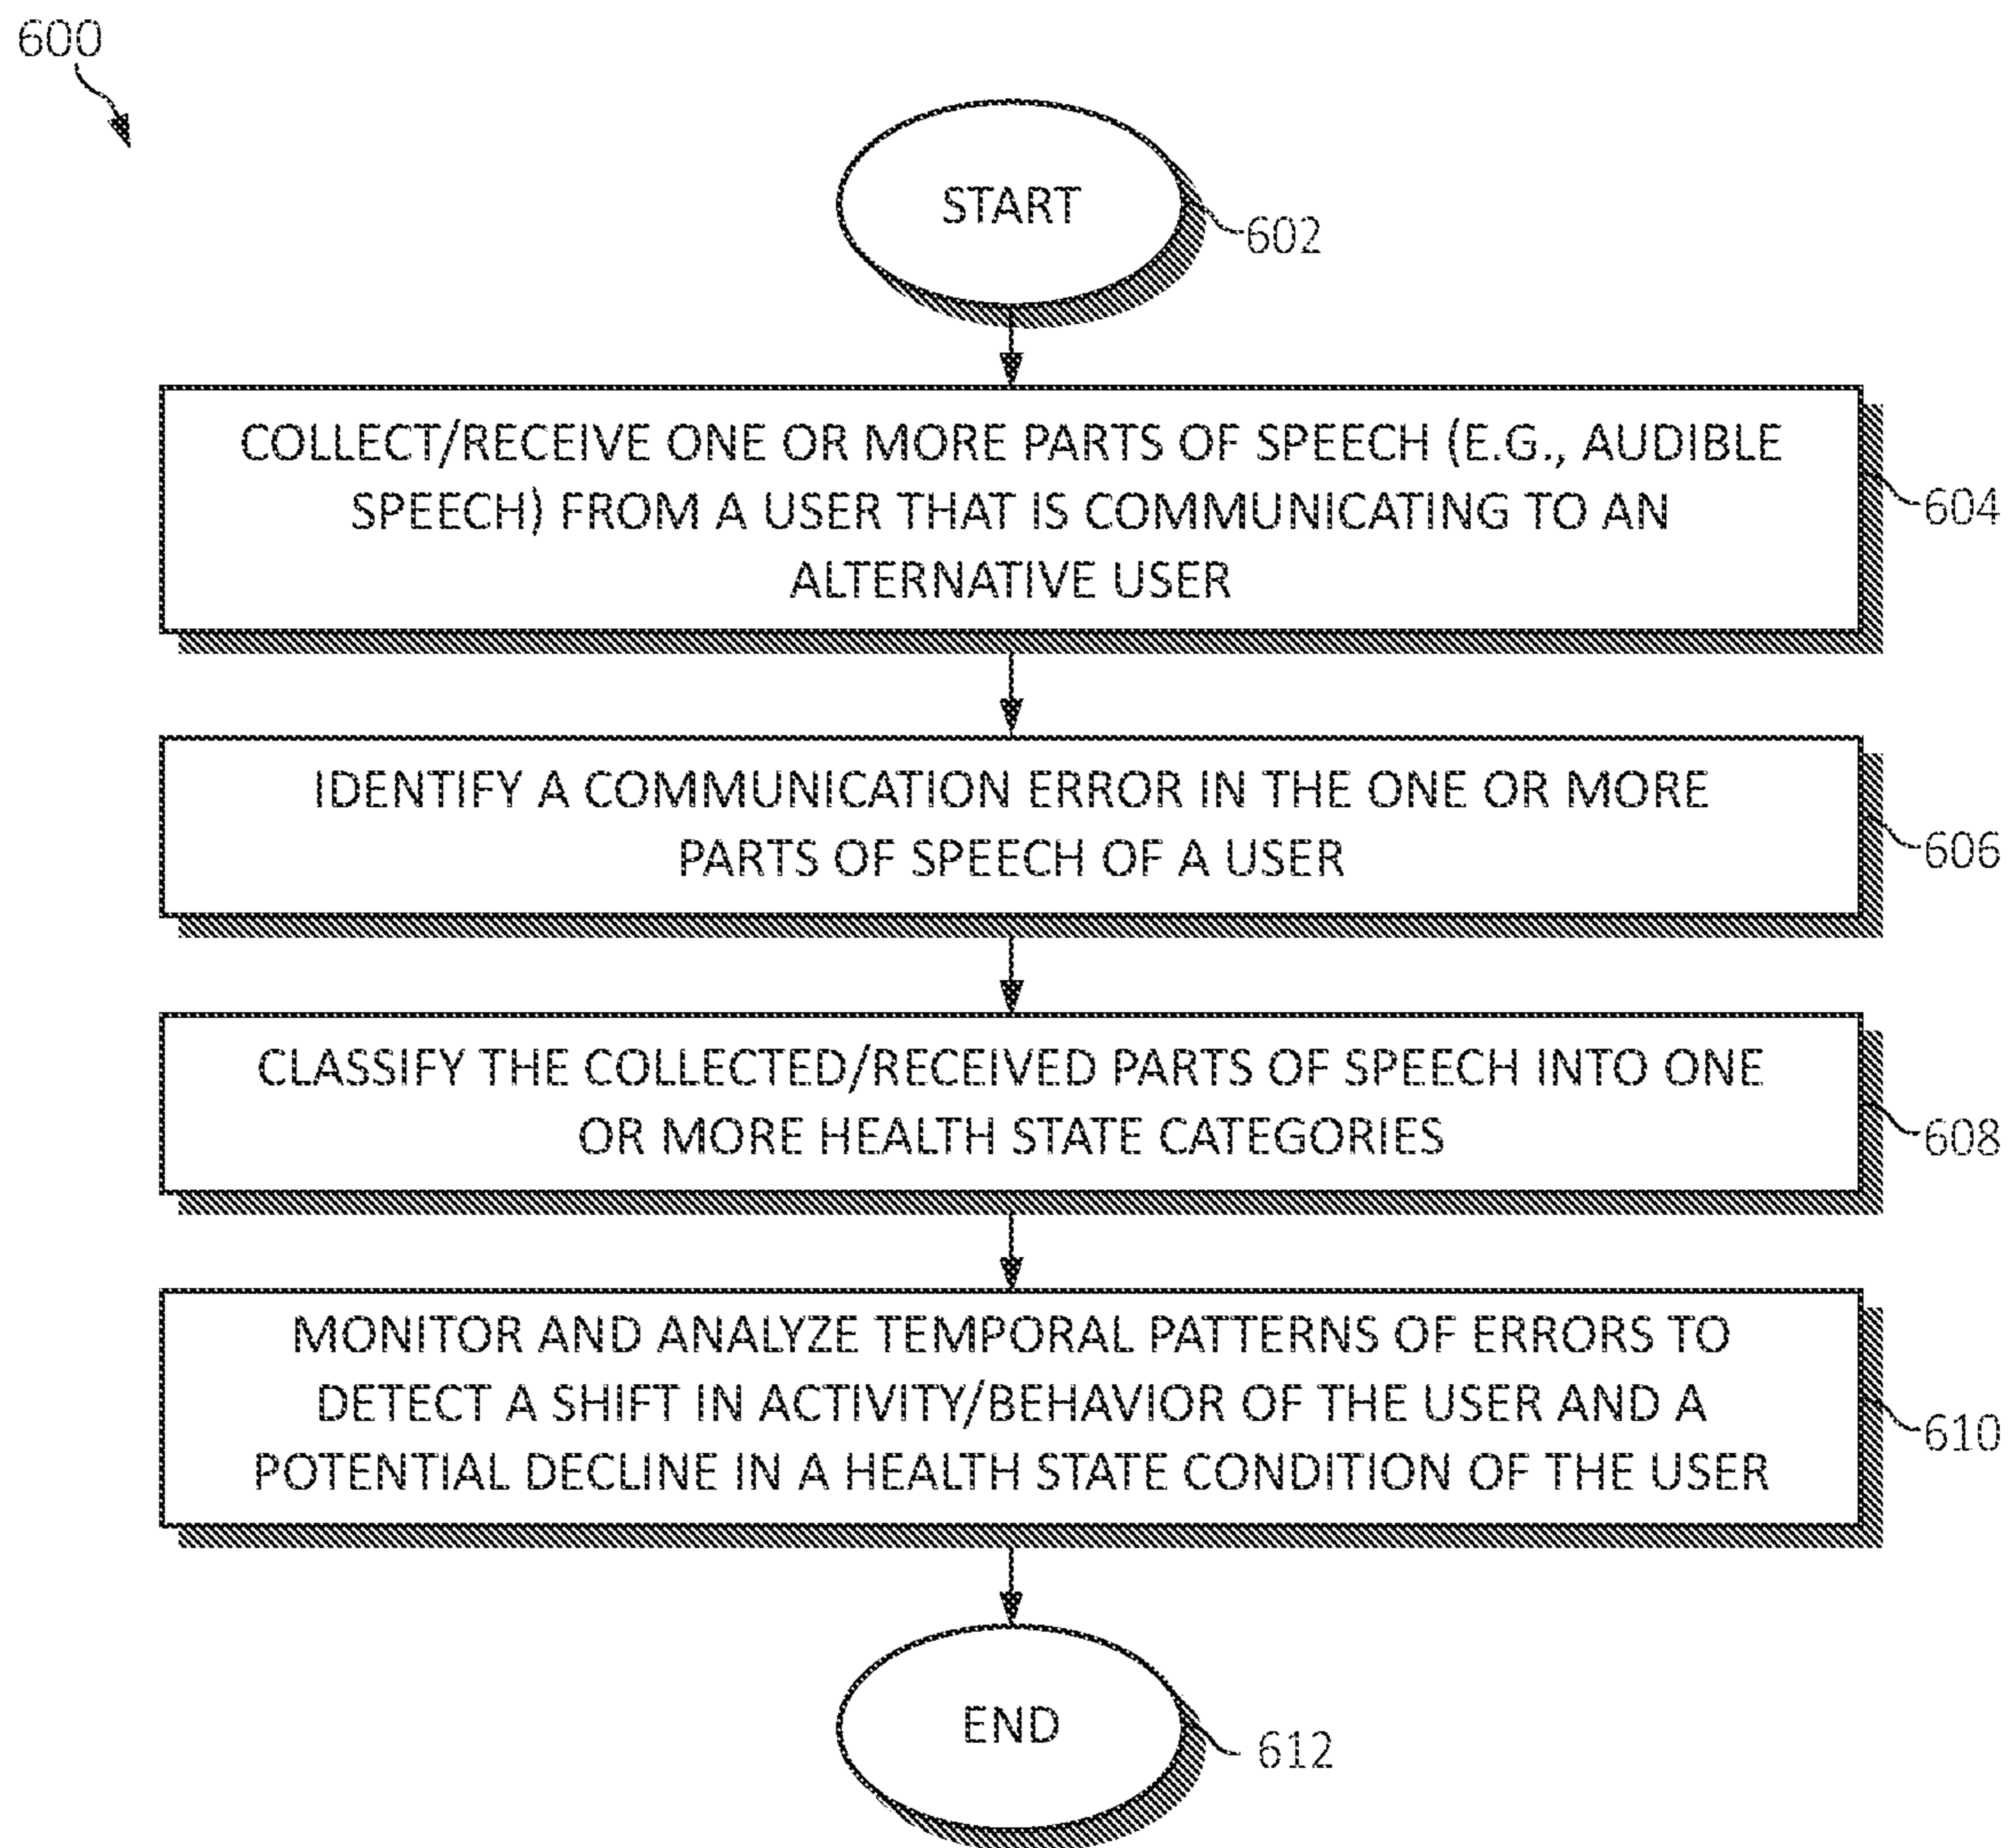 600
START
602
COLLECT/RECEIVE ONE OR MORE PARTS OF SPEECH (E.G., AUDIBLE
SPEECH) FROM A USER THAT IS COMMUNICATING TO AN
ALTERNATIVE USER
604
IDENTIFY A COMMUNICATION ERROR IN THE ONE OR MORE
PARTS OF SPEECH OF A USER
606
CLASSIFY THE COLLECTED/RECEIVED PARTS OF SPEECH INTO ONE
OR MORE HEALTH STATE CATEGORIES
608
MONITOR AND ANALYZE TEMPORAL PATTERNS OF ERRORS TO
DETECT A SHIFT IN ACTIVITY/BEHAVIOR OF THE USER AND A
POTENTIAL DECLINE IN A HEALTH STATE CONDITION OF THE USER
610
END
612